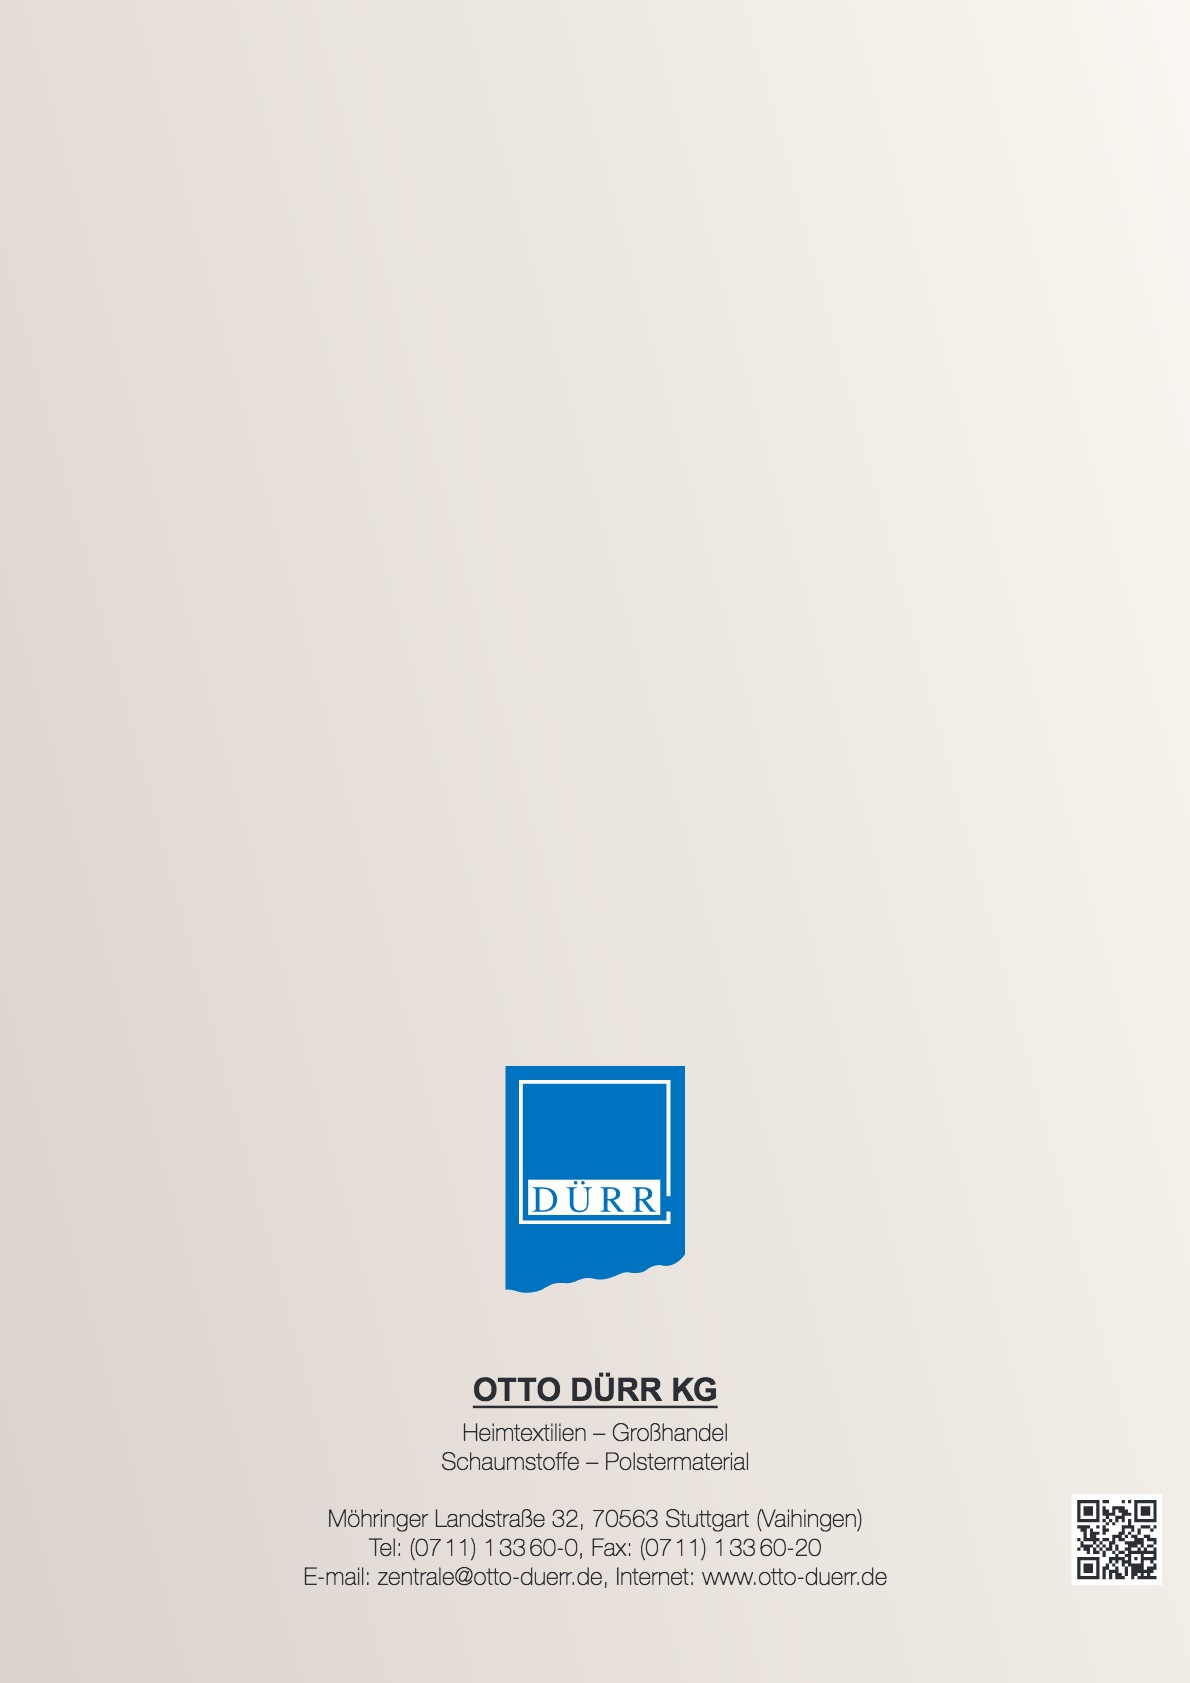 DÜRR
OTTO DÜRR KG
Heimtextilien – Großhandel
Schaumstoffe – Polstermaterial
Möhringer Landstraße 32, 70563 Stuttgart (Vaihingen)
Tel: (07 11) 1 33 60-0, Fax: (07 11) 1 33 60-20
E-mail: zentrale@otto-duerr.de, Internet: www.otto-duerr.de